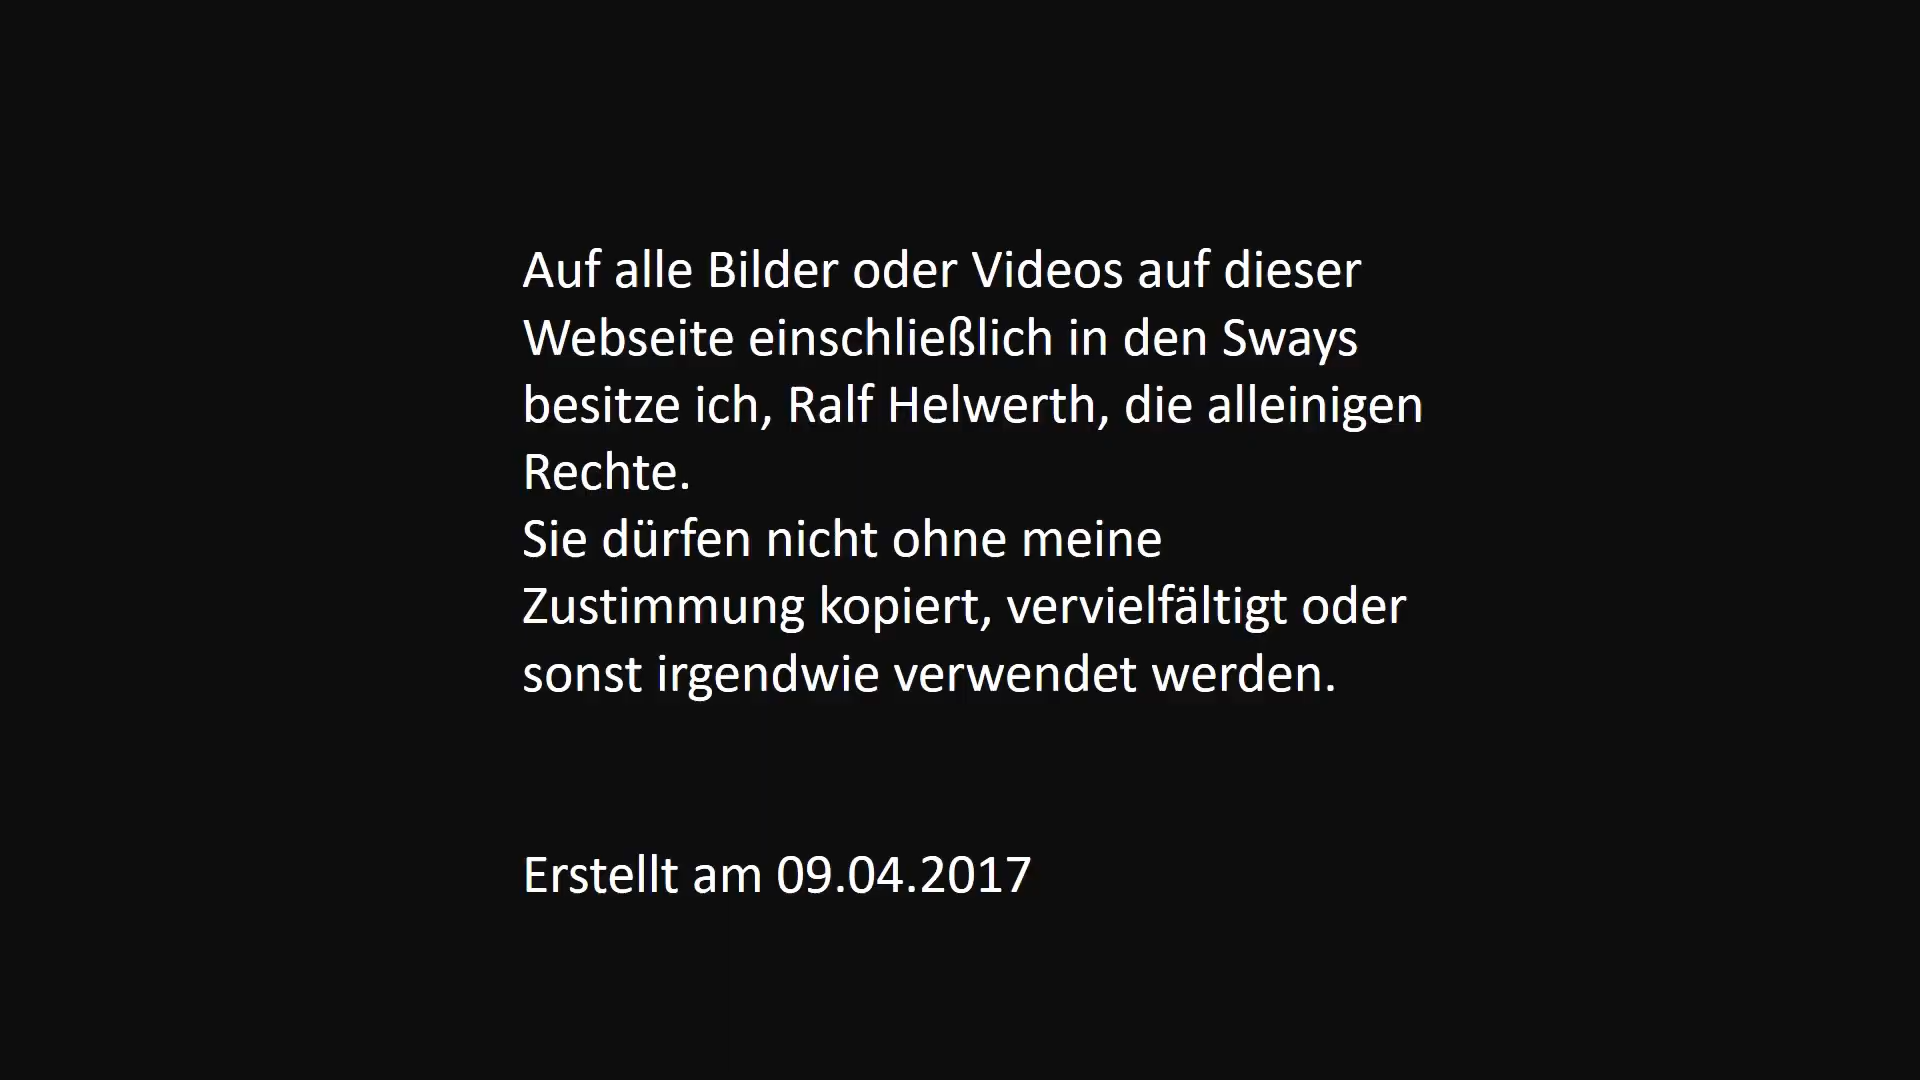 Auf alle Bilder oder Videos auf dieser
Webseite einschließlich in den Sways
besitze ich, Ralf Helwerth, die alleinigen
Rechte.
Sie dürfen nicht ohne meine
Zustimmung kopiert, vervielfältigt oder
sonst irgendwie verwendet werden.
Erstellt am 09.04.2017